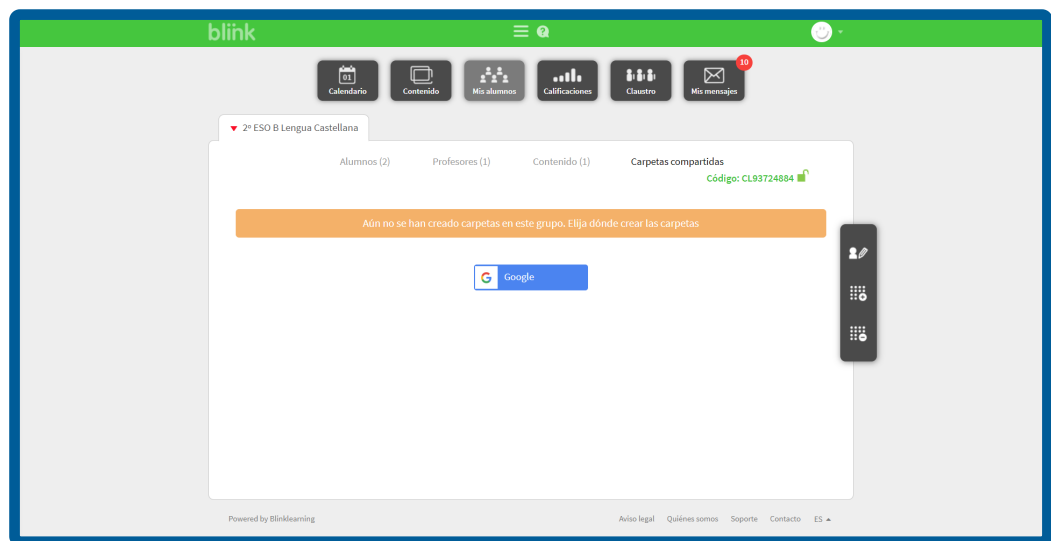 blink
10
01
Calendario Contenido Mis alumnos Calificaciones Claustro Mis mensajes
2º ESO B Lengua Castellana
Alumnos (2) Profesores (1) Contenido (1) Carpetas compartidas
Código: CL93724884
Aún no se han creado carpetas en este grupo. Elija dónde crear las carpetas
G Google
Powered by Blinklearning Aviso legal Quiénes somos Soporte Contacto ES